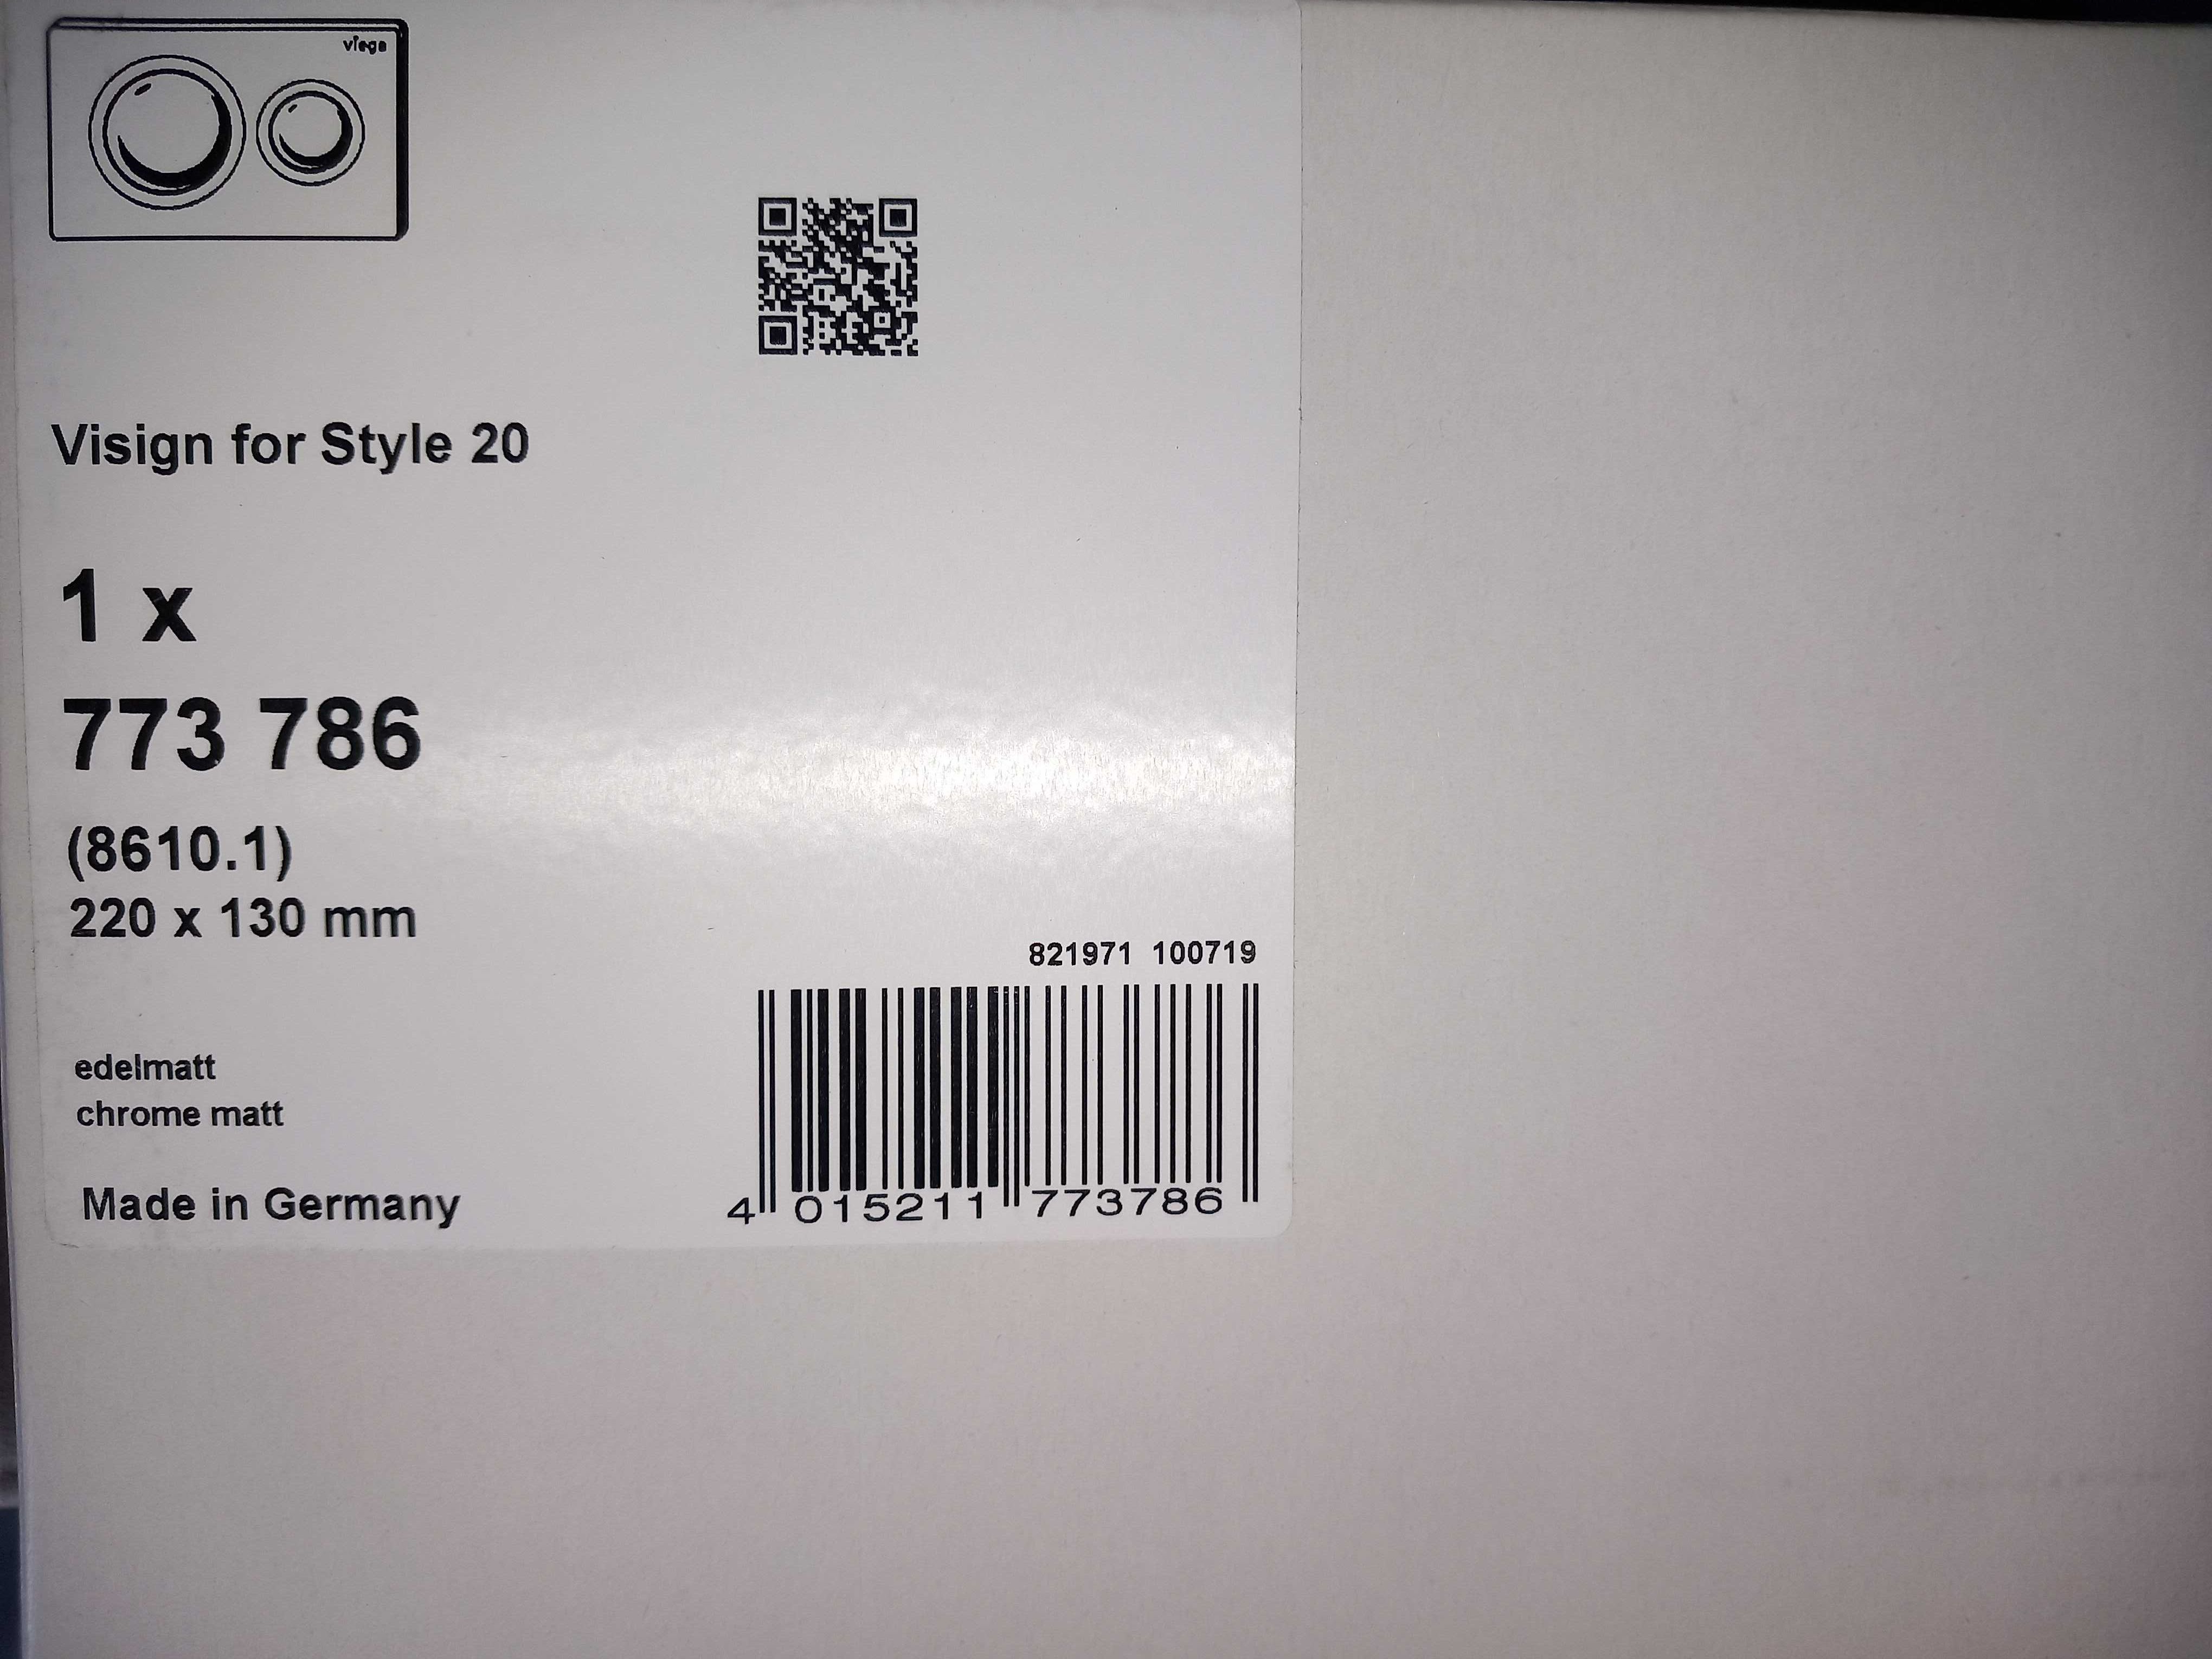 viega
Visign for Style 20
1 x
773 786
(8610.1)
220 x 130 mm
edelmatt
chrome matt
Made in Germany
821971 100719
4 015211 773786